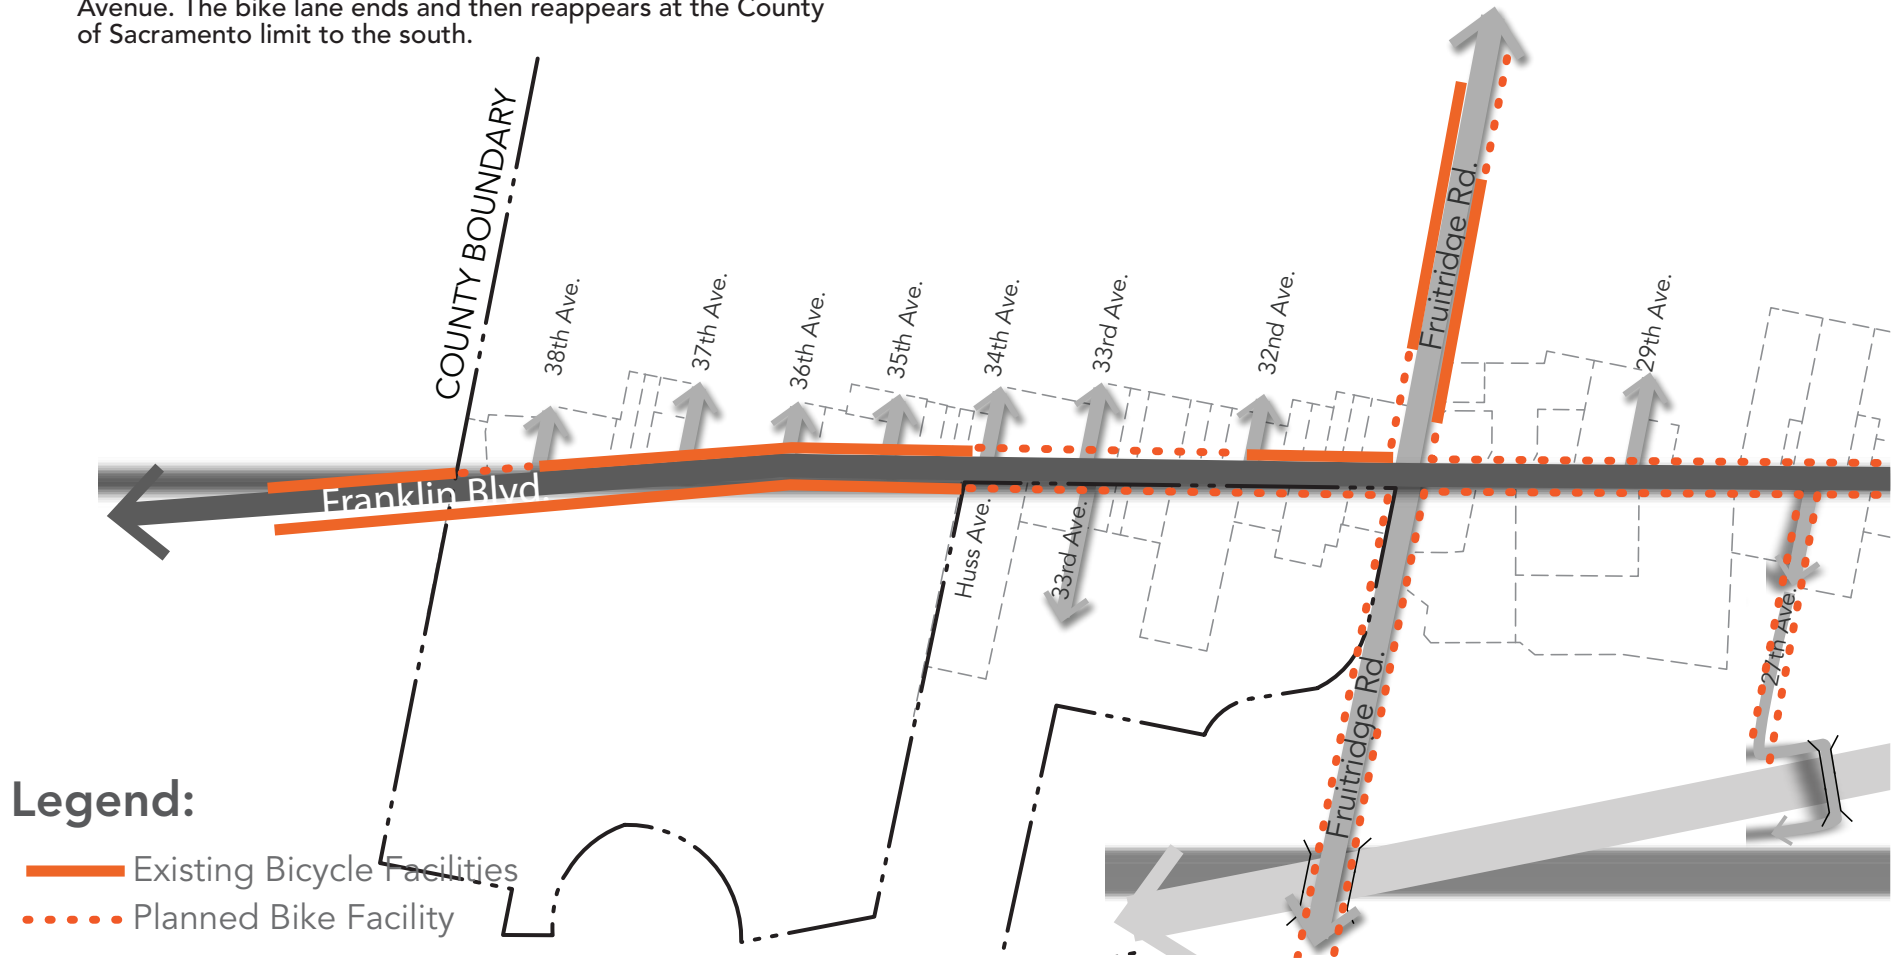 Avenue. The bike lane ends and then reappears at the County
of Sacramento limit to the south.
COUNTY BOUNDARY
38th Ave.
37th Ave.
36th Ave.
35th Ave.
34th Ave.
33rd Ave.
32nd Ave.
Fruitridge Rd.
29th Ave.
Franklin Blvd.
Huss Ave.
33rd Ave.
27th Ave.
Fruitridge Rd.
Legend:
Existing Bicycle Facilities
Planned Bike Facility